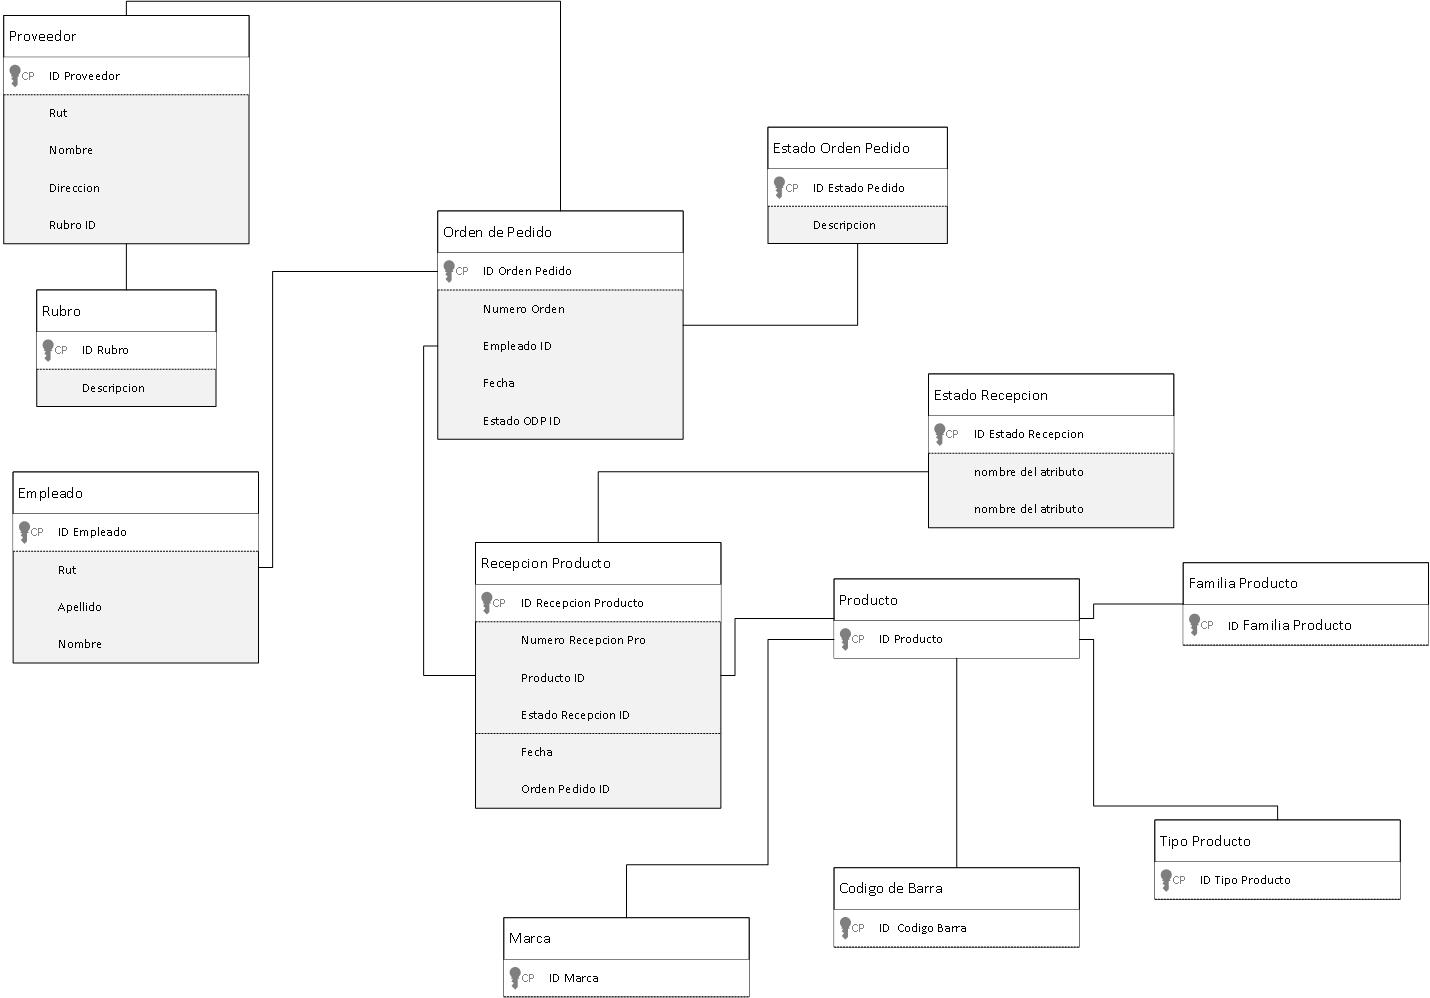 Proveedor
CP ID Proveedor
Rut
Nombre
Direccion
Rubro ID
Rubro
CP ID Rubro
Descripcion
Empleado
CP ID Empleado
Rut
Apellido
Nombre
Orden de Pedido
CP ID Orden Pedido
Numero Orden
Empleado ID
Fecha
Estado ODP ID
Estado Orden Pedido
CP ID Estado Pedido
Descripcion
Estado Recepcion
CP ID Estado Recepcion
nombre del atributo
nombre del atributo
Recepcion Producto
CP ID Recepcion Producto
Numero Recepcion Pro
Producto ID
Estado Recepcion ID
Fecha
Orden Pedido ID
Producto
CP ID Producto
Familia Producto
CP ID Familia Producto
Tipo Producto
CP ID Tipo Producto
Codigo de Barra
CP ID Codigo Barra
Marca
CP ID Marca